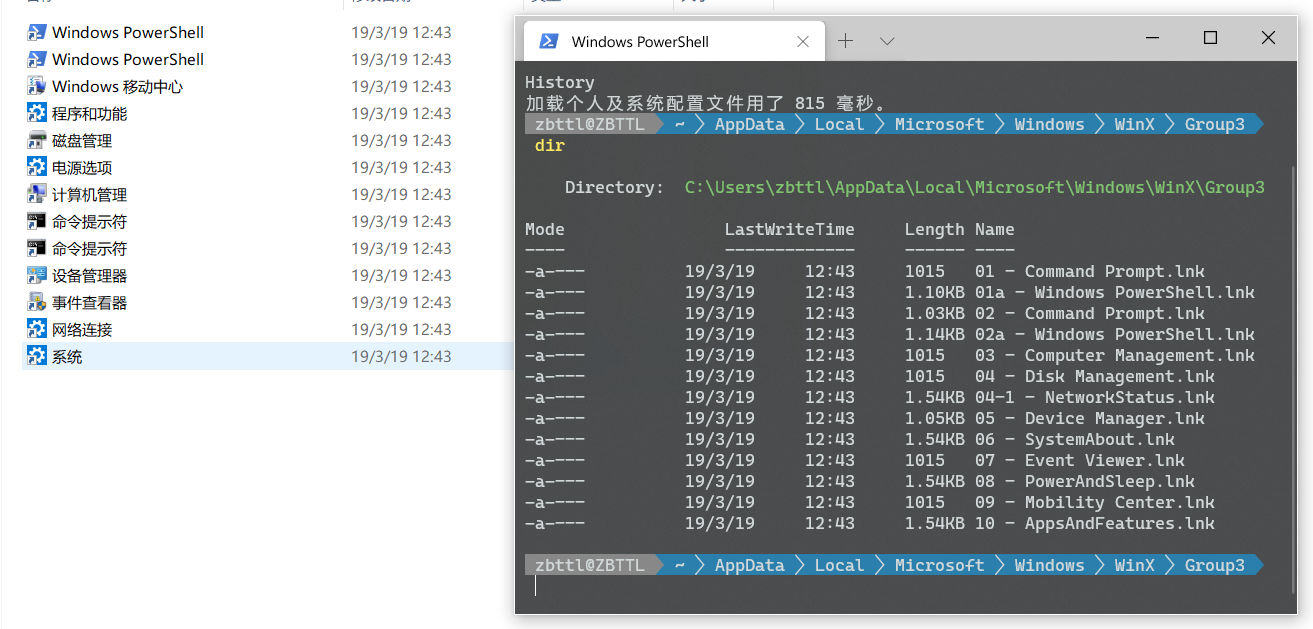 Windows PowerShell 19/3/19 12:43
Windows PowerShell 19/3/19 12:43
Windows 移动中心 19/3/19 12:43
程序和功能 19/3/19 12:43
磁盘管理 19/3/19 12:43
电源选项 19/3/19 12:43
计算机管理 19/3/19 12:43
命令提示符 19/3/19 12:43
命令提示符 19/3/19 12:43
设备管理器 19/3/19 12:43
事件查看器 19/3/19 12:43
网络连接 19/3/19 12:43
系统 19/3/19 12:43
Windows PowerShell
History
加载个人及系统配置文件用了 815 毫秒。
zbttl@ZBTTL ~ AppData Local Microsoft Windows WinX Group3
dir
Directory: C:\Users\zbttl\AppData\Local\Microsoft\Windows\WinX\Group3
Mode LastWriteTime Length Name
---- ------------- ------ ----
-a---- 19/3/19 12:43 1015 01 - Command Prompt.lnk
-a---- 19/3/19 12:43 1.10KB 01a - Windows PowerShell.lnk
-a---- 19/3/19 12:43 1.03KB 02 - Command Prompt.lnk
-a---- 19/3/19 12:43 1.14KB 02a - Windows PowerShell.lnk
-a---- 19/3/19 12:43 1015 03 - Computer Management.lnk
-a---- 19/3/19 12:43 1015 04 - Disk Management.lnk
-a---- 19/3/19 12:43 1.54KB 04-1 - NetworkStatus.lnk
-a---- 19/3/19 12:43 1.05KB 05 - Device Manager.lnk
-a---- 19/3/19 12:43 1.54KB 06 - SystemAbout.lnk
-a---- 19/3/19 12:43 1015 07 - Event Viewer.lnk
-a---- 19/3/19 12:43 1.54KB 08 - PowerAndSleep.lnk
-a---- 19/3/19 12:43 1015 09 - Mobility Center.lnk
-a---- 19/3/19 12:43 1.54KB 10 - AppsAndFeatures.lnk
zbttl@ZBTTL ~ AppData Local Microsoft Windows WinX Group3